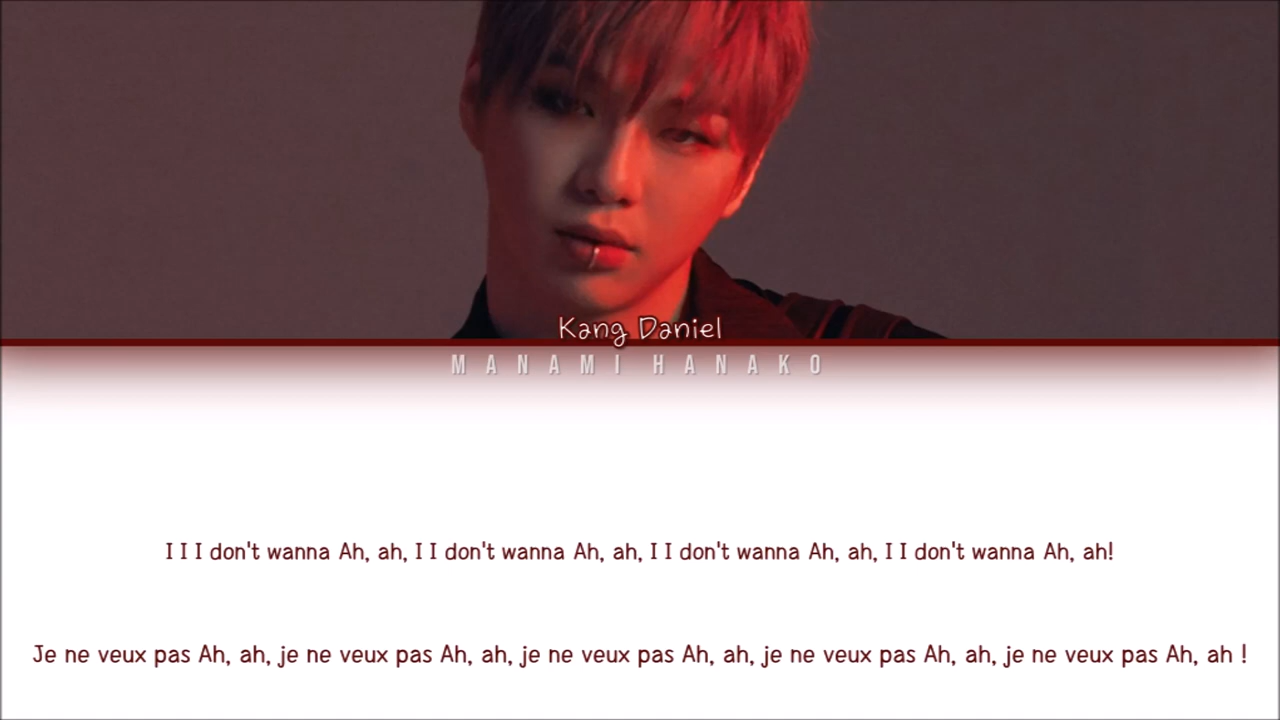 Kang Daniel
MANAMI HANAKO
I I I don't wanna Ah, ah, I I don't wanna Ah, ah, I I don't wanna Ah, ah, I I don't wanna Ah, ah!
Je ne veux pas Ah, ah, je ne veux pas Ah, ah, je ne veux pas Ah, ah, je ne veux pas Ah, ah, je ne veux pas Ah, ah !